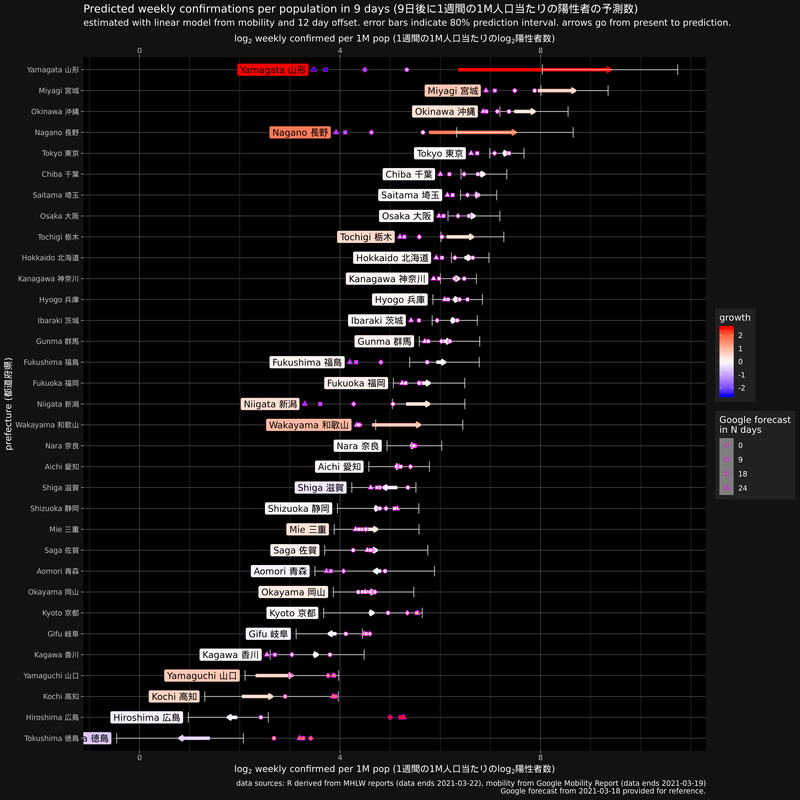 Predicted weekly confirmations per population in 9 days (9日後に1週間の1M人口当たりの陽性者の予測数)
estimated with linear model from mobility and 12 day offset. error bars indicate 80% prediction interval. arrows go from present to prediction.
log2 weekly confirmed per 1M pop (1週間の1M人口当たりのlog2陽性者数)
0 4 8
Yamagata 山形 Yamagata 山形
Miyagi 宮城 Miyagi 宮城
Okinawa 沖縄 Okinawa 沖縄
Nagano 長野 Nagano 長野
Tokyo 東京 Tokyo 東京
Chiba 千葉 Chiba 千葉
Saitama 埼玉 Saitama 埼玉
Osaka 大阪 Osaka 大阪
Tochigi 栃木 Tochigi 栃木
Hokkaido 北海道 Hokkaido 北海道
Kanagawa 神奈川 Kanagawa 神奈川
Hyogo 兵庫 Hyogo 兵庫
Ibaraki 茨城 Ibaraki 茨城
Gunma 群馬 Gunma 群馬
Fukushima 福島 Fukushima 福島
Fukuoka 福岡 Fukuoka 福岡
Niigata 新潟 Niigata 新潟
Wakayama 和歌山 Wakayama 和歌山
Nara 奈良 Nara 奈良
Aichi 愛知 Aichi 愛知
Shiga 滋賀 Shiga 滋賀
Shizuoka 静岡 Shizuoka 静岡
Mie 三重 Mie 三重
Saga 佐賀 Saga 佐賀
Aomori 青森 Aomori 青森
Okayama 岡山 Okayama 岡山
Kyoto 京都 Kyoto 京都
Gifu 岐阜 Gifu 岐阜
Kagawa 香川 Kagawa 香川
Yamaguchi 山口 Yamaguchi 山口
Kochi 高知 Kochi 高知
Hiroshima 広島 Hiroshima 広島
Tokushima 徳島 a 徳島
0 4 8
log2 weekly confirmed per 1M pop (1週間の1M人口当たりのlog2陽性者数)
prefecture (都道府県)
growth
2
1
0
-1
-2
Google forecast
in N days
0
9
18
24
data sources: R derived from MHLW reports (data ends 2021-03-22), mobility from Google Mobility Report (data ends 2021-03-19)
Google forecast from 2021-03-18 provided for reference.